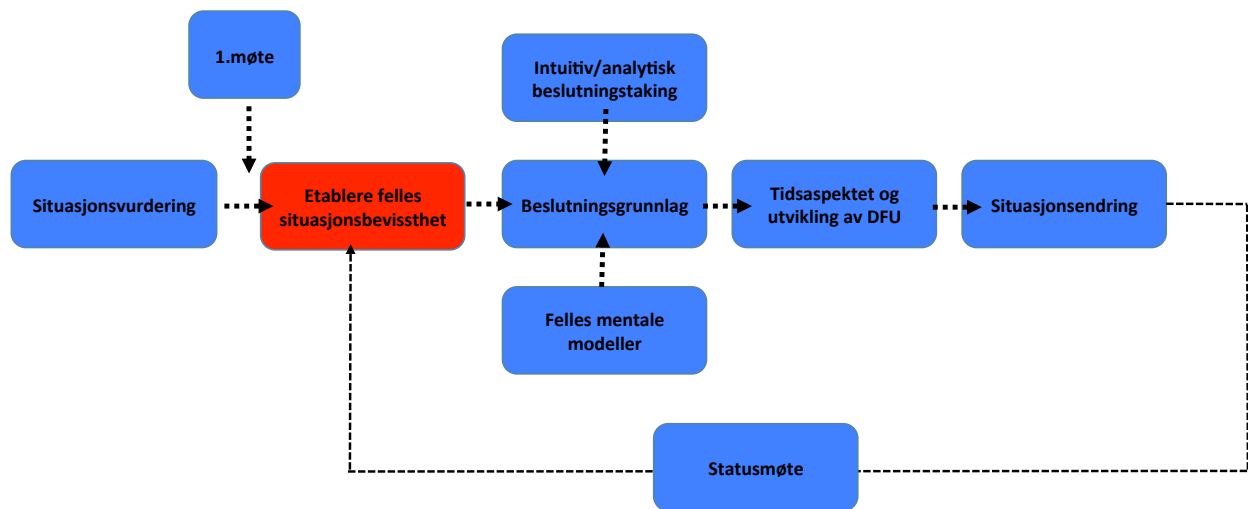 1.møte
Intuitiv/analytisk
beslutningstaking
Situasjonsvurdering
Etablere felles
situasjonsbevissthet
Beslutningsgrunnlag
Tidsaspektet og
utvikling av DFU
Situasjonsendring
Felles mentale
modeller
Statusmøte